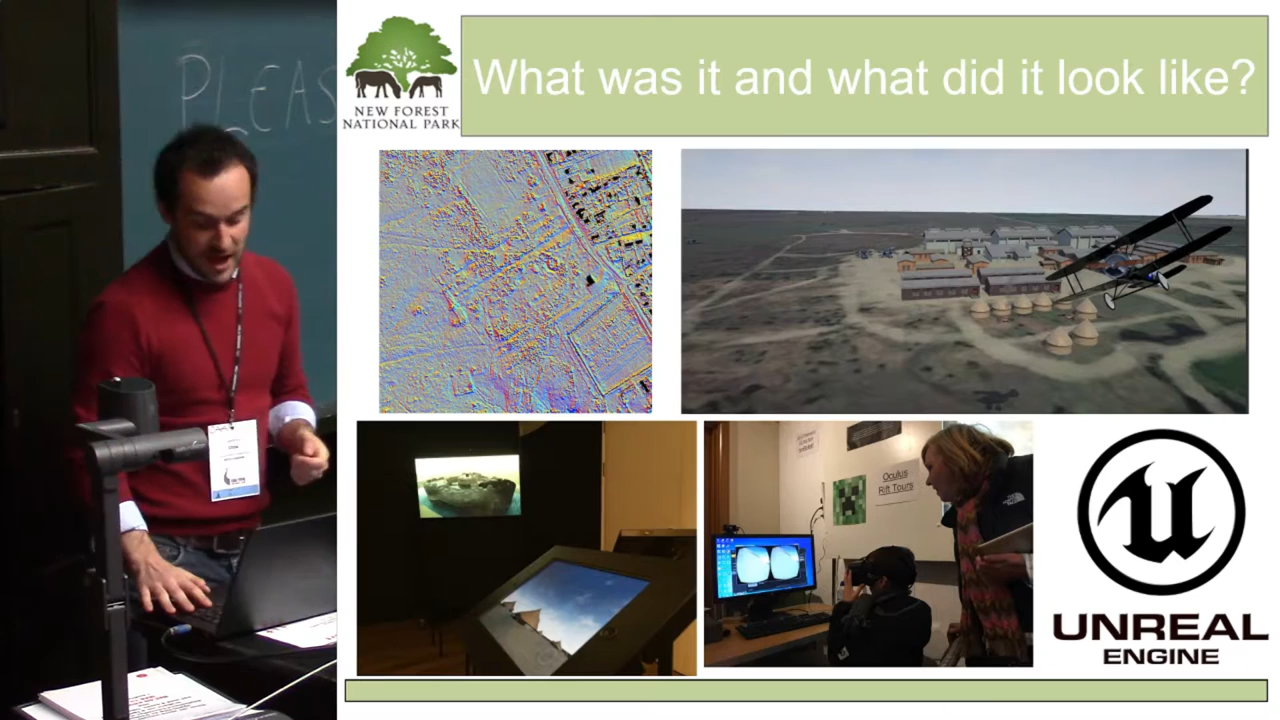 PLEAS
NEW FOREST
NATIONAL PARK
What was it and what did it look like?
Oculus
Rift Tours
UNREAL
ENGINE